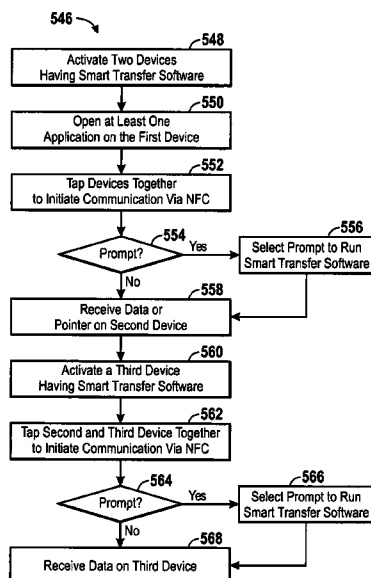 546
548
Activate Two Devices
Having Smart Transfer Software
550
Open at Least One
Application on the First Device
552
Tap Devices Together
to Initiate Communication Via NFC
554
Prompt?
Yes
556
Select Prompt to Run
Smart Transfer Software
No
558
Receive Data or
Pointer on Second Device
560
Activate a Third Device
Having Smart Transfer Software
562
Tap Second and Third Device Together
to Initiate Communication Via NFC
564
Prompt?
Yes
566
Select Prompt to Run
Smart Transfer Software
No
568
Receive Data on Third Device